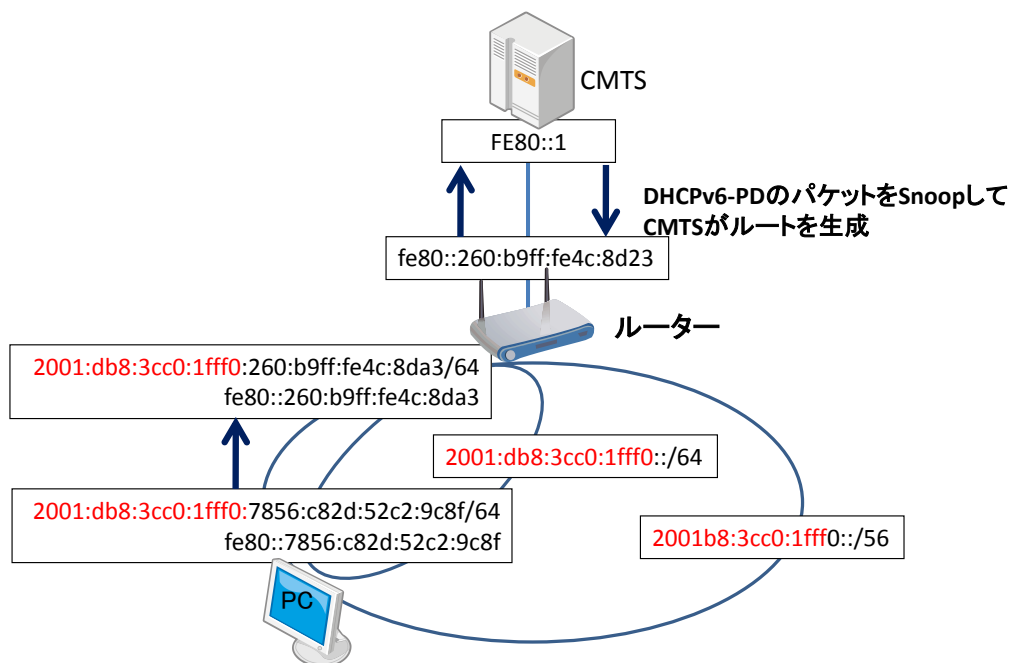 CMTS
FE80::1
DHCPv6-PDのパケットをSnoopして
CMTSがルートを生成
fe80::260:b9ff:fe4c:8d23
ルーター
2001:db8:3cc0:1fff0:260:b9ff:fe4c:8da3/64
fe80::260:b9ff:fe4c:8da3
2001:db8:3cc0:1fff0::/64
2001:db8:3cc0:1fff0:7856:c82d:52c2:9c8f/64
fe80::7856:c82d:52c2:9c8f
2001b8:3cc0:1fff0::/56
PC